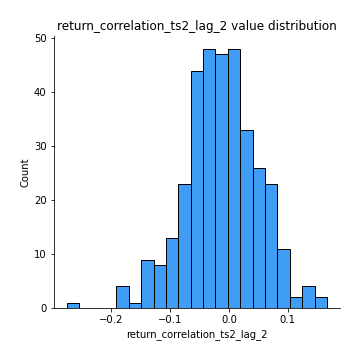 return_correlation_ts2_lag_2 value distribution
50
40
30
20
10
0
Count
−0.2 −0.1 0.0 0.1
return_correlation_ts2_lag_2